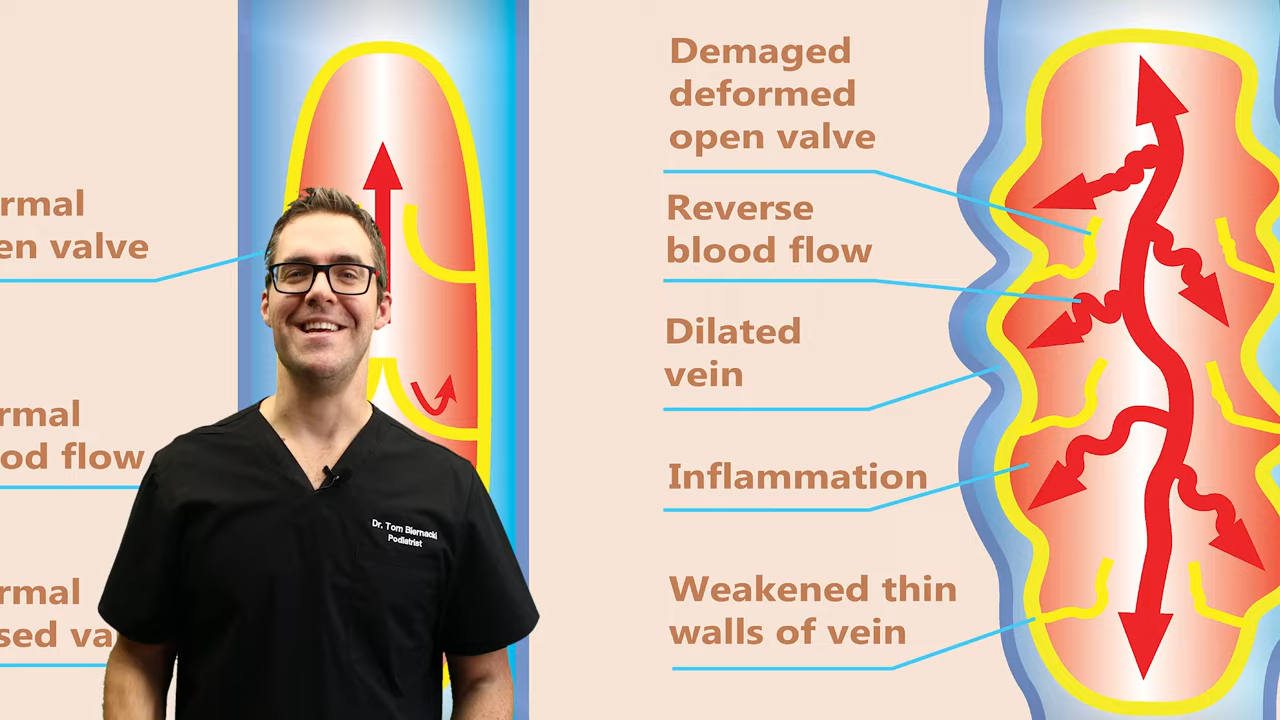 rmal
en valve
rmal
od flow
rmal
sed va
Dr. Tom Biernacki
Podiatrist
Demaged
deformed
open valve
Reverse
blood flow
Dilated
vein
Inflammation
Weakened thin
walls of vein